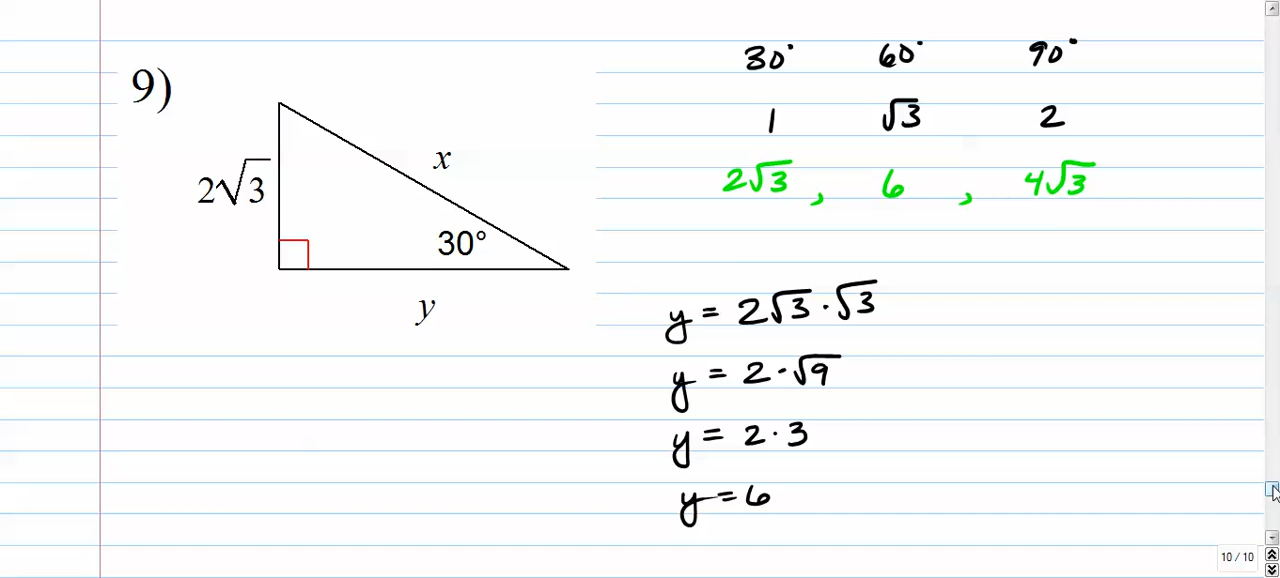 9)
2√3
x
30°
y
30° 60° 90°
1 √3 2
2√3 , 6 , 4√3
y = 2√3 · √3
y = 2 · √9
y = 2 · 3
y = 6
10 / 10